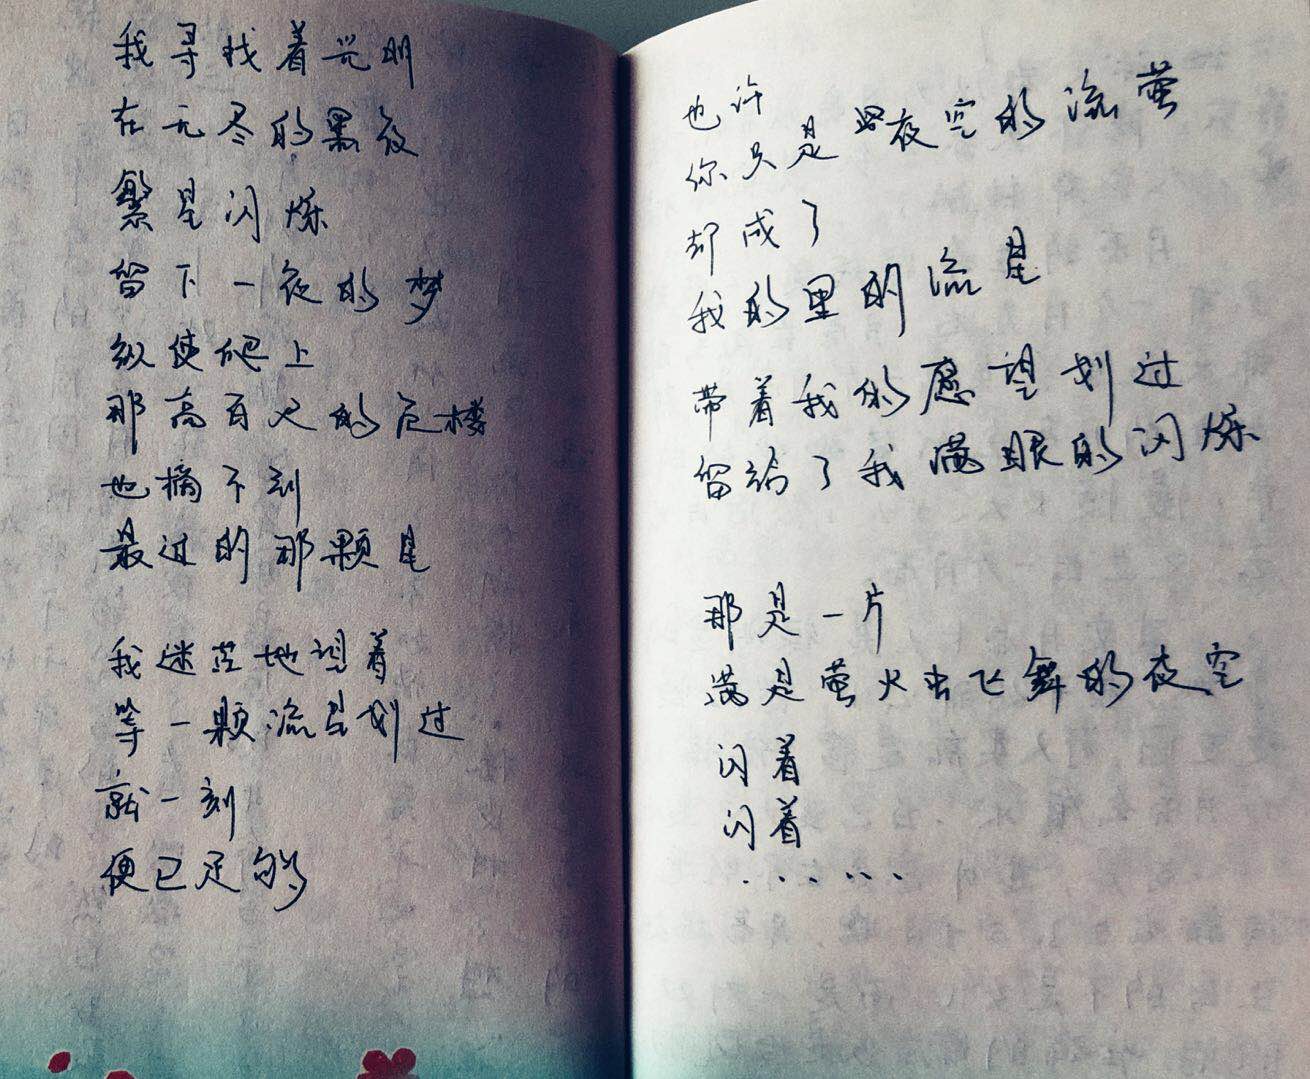 我寻找着光明
在无尽的黑夜
繁星闪烁
留下一夜的梦
纵使爬上
那高百尺的危楼
也摘不到
最过的那颗星
我迷茫地望着
等一颗流星划过
就一刻
便已足够
也许
你只是 夜空的流萤
却成了
我的里的流星
带着我的愿望划过
留给了我满眼的闪烁
那是一片
满是萤火虫飞舞的夜空
闪着
闪着
······